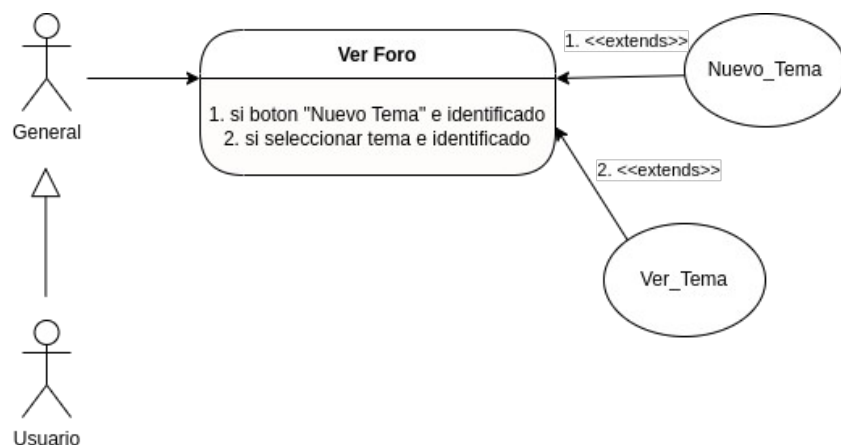 Ver Foro
1. <<extends>>
Nuevo_Tema
1. si boton "Nuevo Tema" e identificado
2. si seleccionar tema e identificado
General
2. <<extends>>
Ver_Tema
Usuario